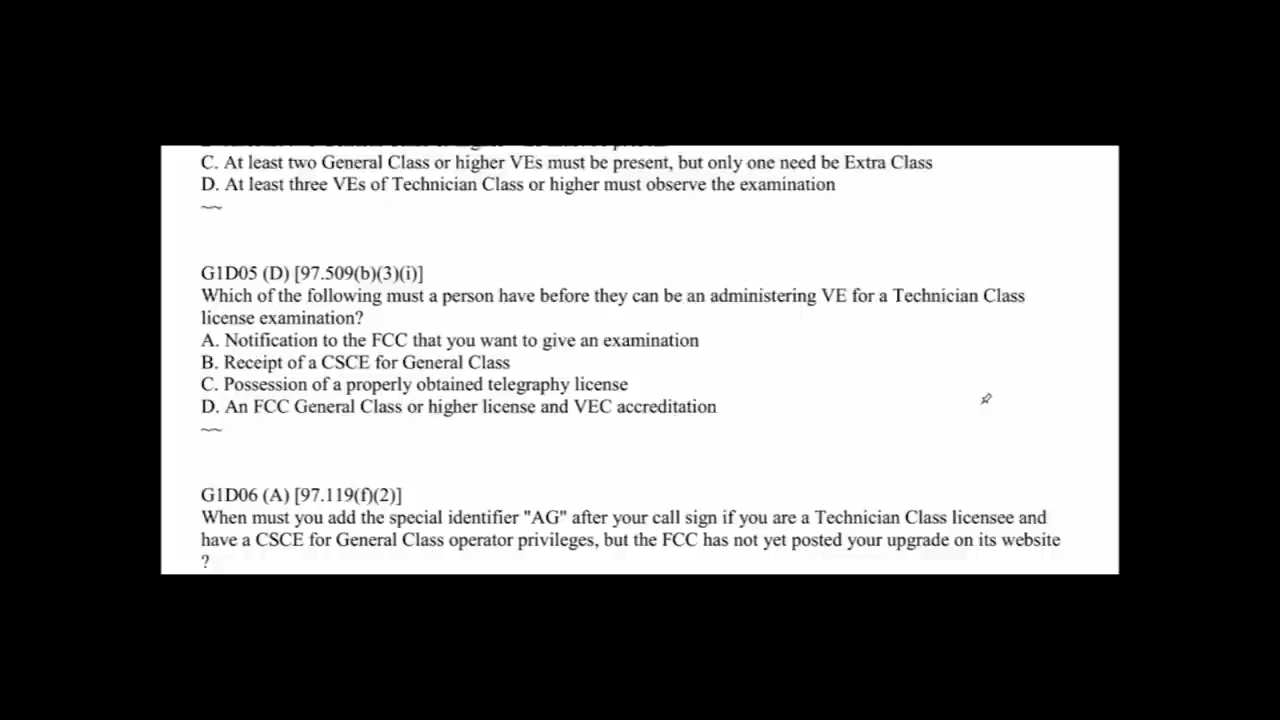 C. At least two General Class or higher VEs must be present, but only one need be Extra Class
D. At least three VEs of Technician Class or higher must observe the examination
~~
G1D05 (D) [97.509(b)(3)(i)]
Which of the following must a person have before they can be an administering VE for a Technician Class
license examination?
A. Notification to the FCC that you want to give an examination
B. Receipt of a CSCE for General Class
C. Possession of a properly obtained telegraphy license
D. An FCC General Class or higher license and VEC accreditation
~~
G1D06 (A) [97.119(f)(2)]
When must you add the special identifier "AG" after your call sign if you are a Technician Class licensee and
have a CSCE for General Class operator privileges, but the FCC has not yet posted your upgrade on its website
?